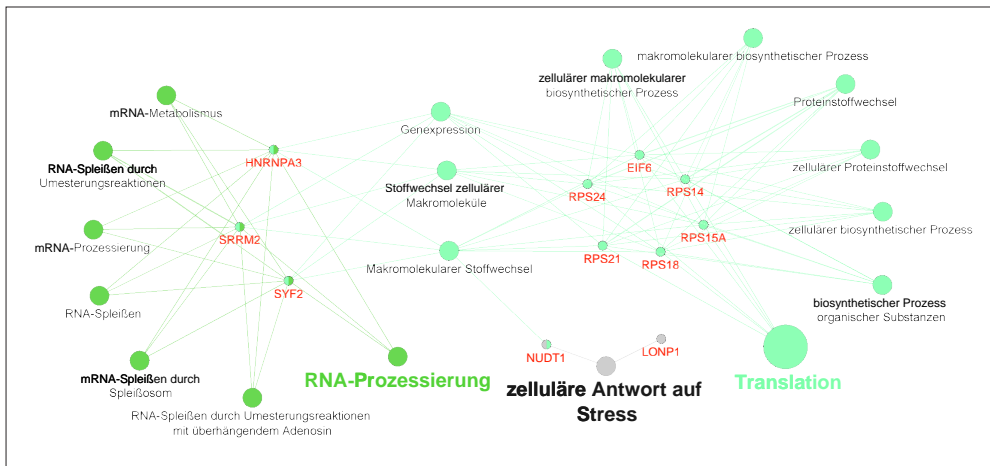 makromolekularer biosynthetischer Prozess
zellulärer makromolekularer
biosynthetischer Prozess
Proteinstoffwechsel
mRNA-Metabolismus
Genexpression
HNRNPA3
EIF6
zellulärer Proteinstoffwechsel
RNA-Spleißen durch
Umesterungsreaktionen
Stoffwechsel zellulärer
Makromoleküle
RPS24
RPS14
zellulärer biosynthetischer Prozess
mRNA-Prozessierung
SRRM2
RPS15A
Makromolekularer Stoffwechsel
RPS21
RPS18
SYF2
RNA-Spleißen
biosynthetischer Prozess
organischer Substanzen
NUDT1
LONP1
mRNA-Spleißen durch
Spleißosom
RNA-Prozessierung
zelluläre Antwort auf
Stress
Translation
RNA-Spleißen durch Umesterungsreaktionen
mit überhängendem Adenosin